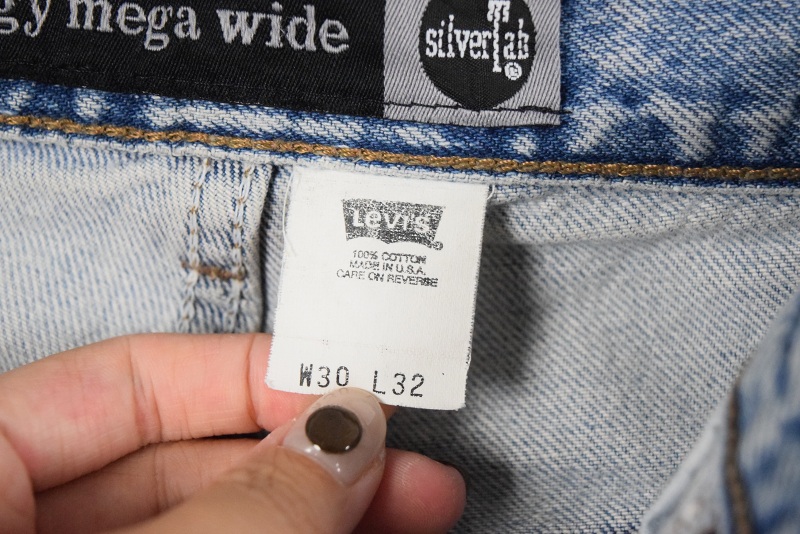 gy mega wide
silverTab
Levi's
100% COTTON
MADE IN U.S.A.
CARE ON REVERSE
W30 L32